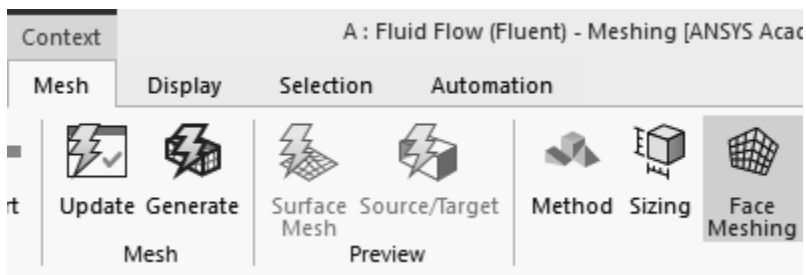 Context
A : Fluid Flow (Fluent) - Meshing [ANSYS Acad
Mesh Display Selection Automation
rt Update Generate Surface Mesh Source/Target Method Sizing Face Meshing
Mesh Preview